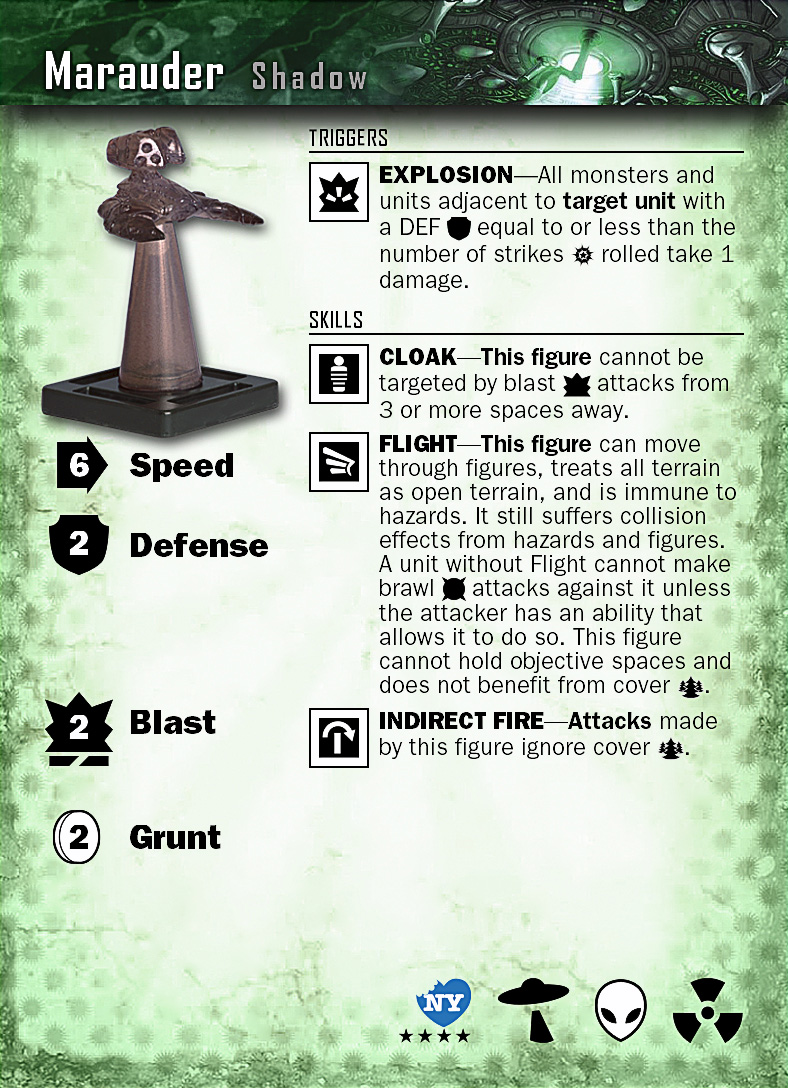 Marauder Shadow
TRIGGERS
EXPLOSION—All monsters and
units adjacent to target unit with
a DEF equal to or less than the
number of strikes rolled take 1
damage.
SKILLS
CLOAK—This figure cannot be
targeted by blast attacks from
3 or more spaces away.
FLIGHT—This figure can move
through figures, treats all terrain
as open terrain, and is immune to
hazards. It still suffers collision
effects from hazards and figures.
A unit without Flight cannot make
brawl attacks against it unless
the attacker has an ability that
allows it to do so. This figure
cannot hold objective spaces and
does not benefit from cover .
INDIRECT FIRE—Attacks made
by this figure ignore cover .
6 Speed
2 Defense
2 Blast
2 Grunt
NY